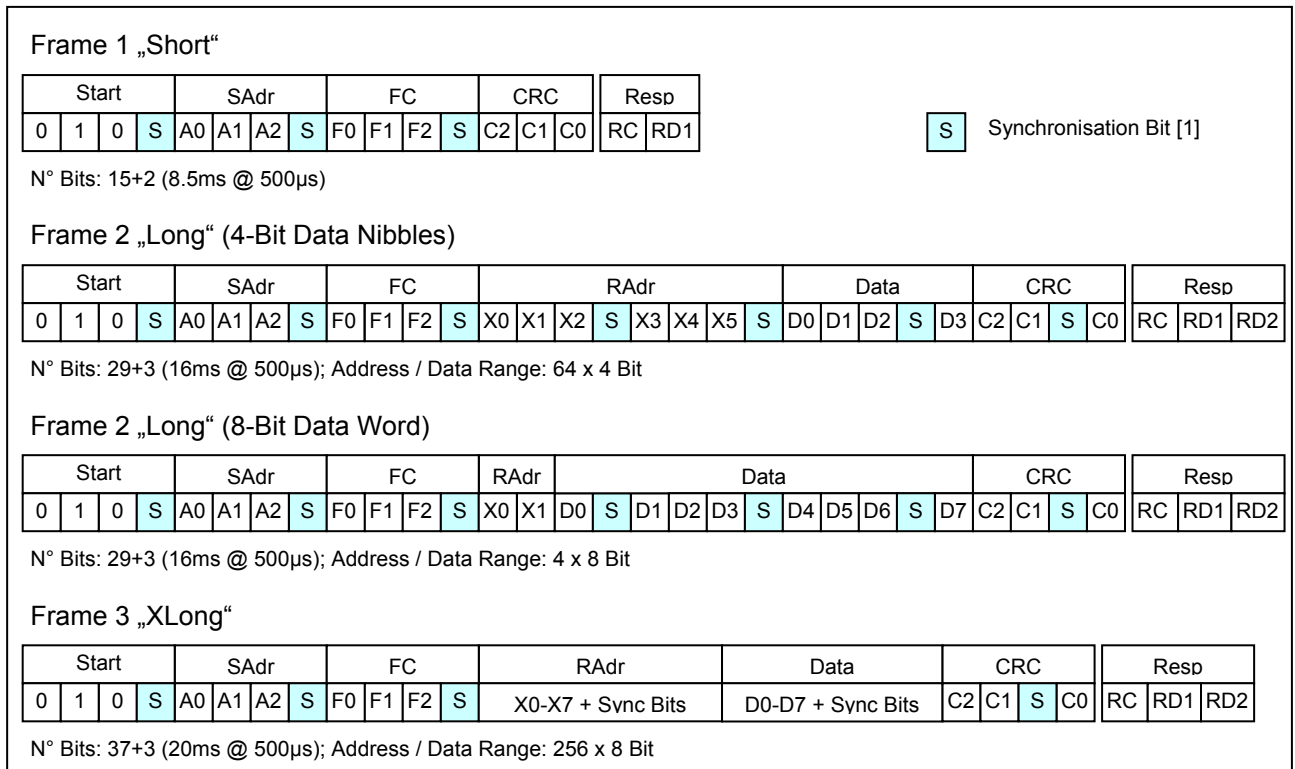 Frame 1 „Short“
Start SAdr FC CRC Resp
0 1 0 S A0 A1 A2 S F0 F1 F2 S C2 C1 C0 RC RD1
S Synchronisation Bit [1]
N° Bits: 15+2 (8.5ms @ 500µs)
Frame 2 „Long“ (4-Bit Data Nibbles)
Start SAdr FC RAdr Data CRC Resp
0 1 0 S A0 A1 A2 S F0 F1 F2 S X0 X1 X2 S X3 X4 X5 S D0 D1 D2 S D3 C2 C1 S C0 RC RD1 RD2
N° Bits: 29+3 (16ms @ 500µs); Address / Data Range: 64 x 4 Bit
Frame 2 „Long“ (8-Bit Data Word)
Start SAdr FC RAdr Data CRC Resp
0 1 0 S A0 A1 A2 S F0 F1 F2 S X0 X1 D0 S D1 D2 D3 S D4 D5 D6 S D7 C2 C1 S C0 RC RD1 RD2
N° Bits: 29+3 (16ms @ 500µs); Address / Data Range: 4 x 8 Bit
Frame 3 „XLong“
Start SAdr FC RAdr Data CRC Resp
0 1 0 S A0 A1 A2 S F0 F1 F2 S X0-X7 + Sync Bits D0-D7 + Sync Bits C2 C1 S C0 RC RD1 RD2
N° Bits: 37+3 (20ms @ 500µs); Address / Data Range: 256 x 8 Bit